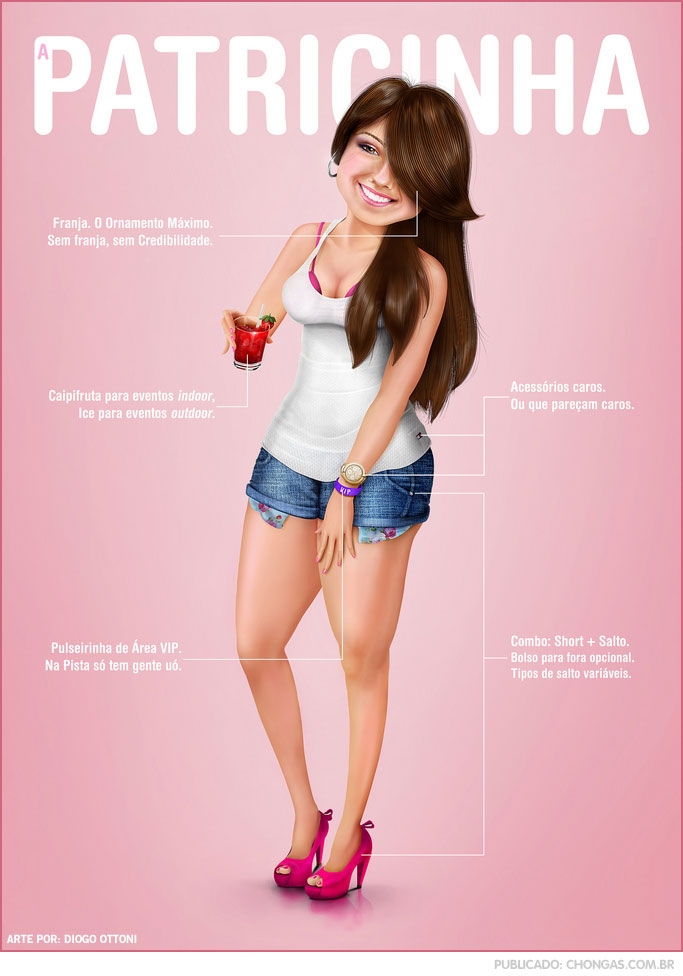 A
PATRICINHA
Franja. O Ornamento Máximo.
Sem franja, sem Credibilidade.
Caipifruta para eventos indoor,
Ice para eventos outdoor.
Acessórios caros.
Ou que pareçam caros.
VIP
Pulseirinha de Área VIP.
Na Pista só tem gente uó.
Combo: Short + Salto.
Bolso para fora opcional.
Tipos de salto variáveis.
ARTE POR: DIOGO OTTONI
PUBLICADO: CHONGAS.COM.BR